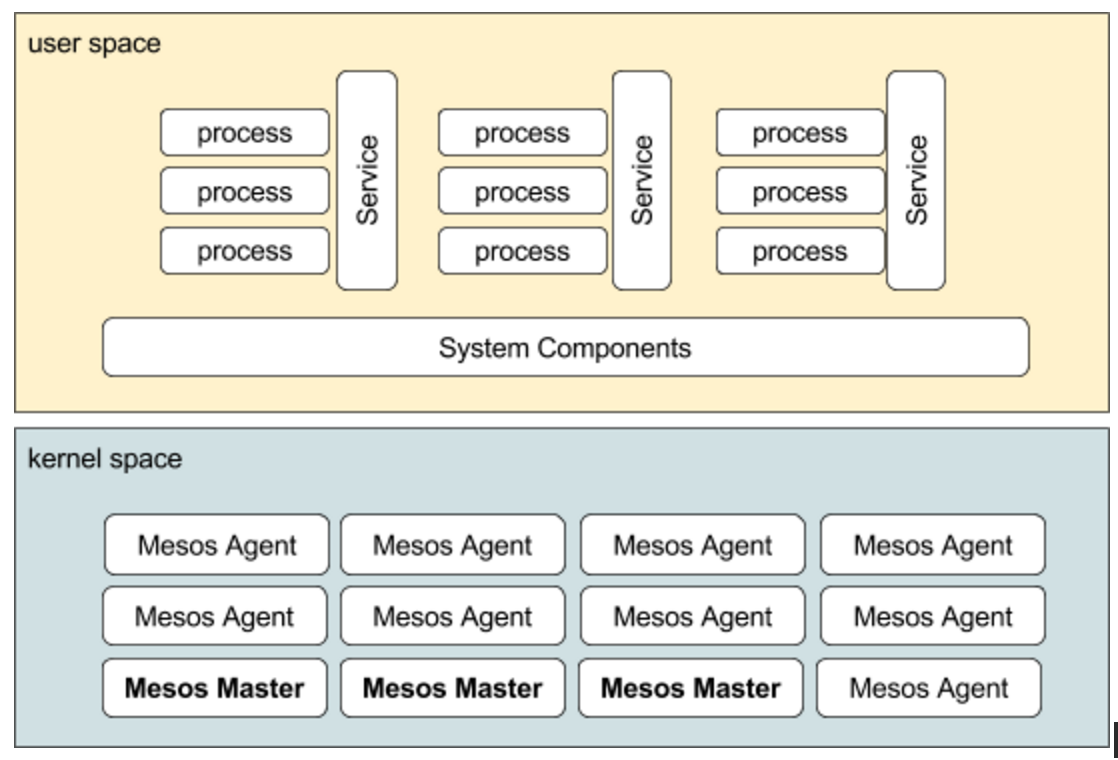 user space
process
process
process
Service
process
process
process
Service
process
process
process
Service
System Components
kernel space
Mesos Agent
Mesos Agent
Mesos Agent
Mesos Agent
Mesos Agent
Mesos Agent
Mesos Agent
Mesos Agent
Mesos Master
Mesos Master
Mesos Master
Mesos Agent